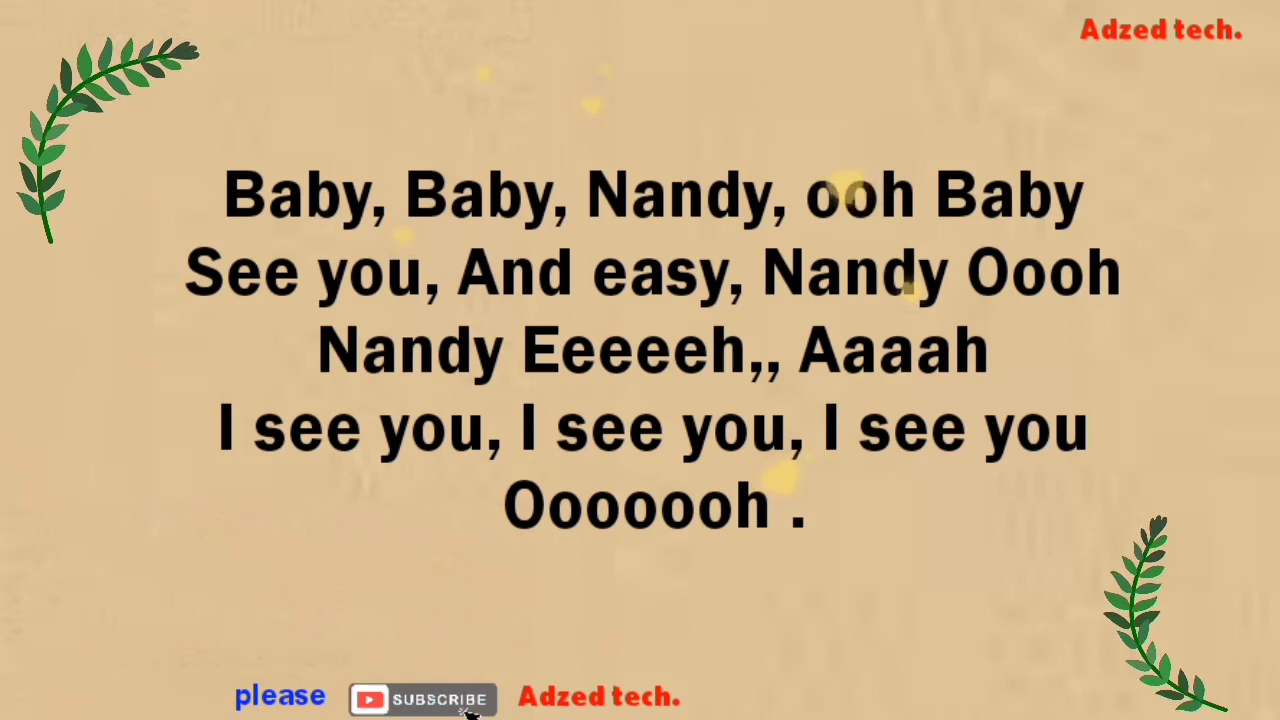 Adzed tech.
Baby, Baby, Nandy, ooh Baby
See you, And easy, Nandy Oooh
Nandy Eeeeeh,, Aaaah
I see you, I see you, I see you
Ooooooh .
please SUBSCRIBE Adzed tech.